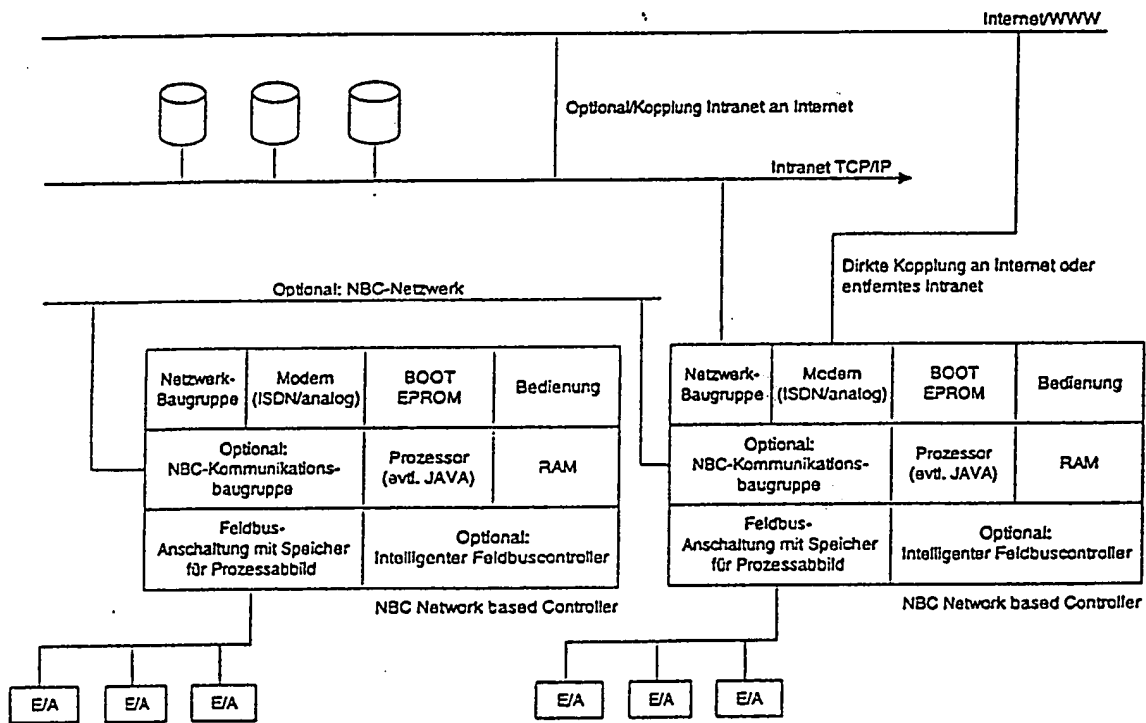 Internet/WWW
Optional/Kopplung Intranet an Internet
Intranet TCP/IP
Dirkte Kopplung an Internet oder
entferntes Intranet
Optional: NBC-Netzwerk
Netzwerk-
Baugruppe
Modem
(ISDN/analog)
BOOT
EPROM
Bedienung
Optional:
NBC-Kommunikations-
baugruppe
Prozessor
(evtl. JAVA)
RAM
Feldbus-
Anschaltung mit Speicher
für Prozessabbild
Optional:
Intelligenter Feldbuscontroller
NBC Network based Controller
E/A
E/A
E/A
Netzwerk-
Baugruppe
Modem
(ISDN/analog)
BOOT
EPROM
Bedienung
Optional:
NBC-Kommunikations-
baugruppe
Prozessor
(evtl. JAVA)
RAM
Feldbus-
Anschaltung mit Speicher
für Prozessabbild
Optional:
Intelligenter Feldbuscontroller
NBC Network based Controller
E/A
E/A
E/A